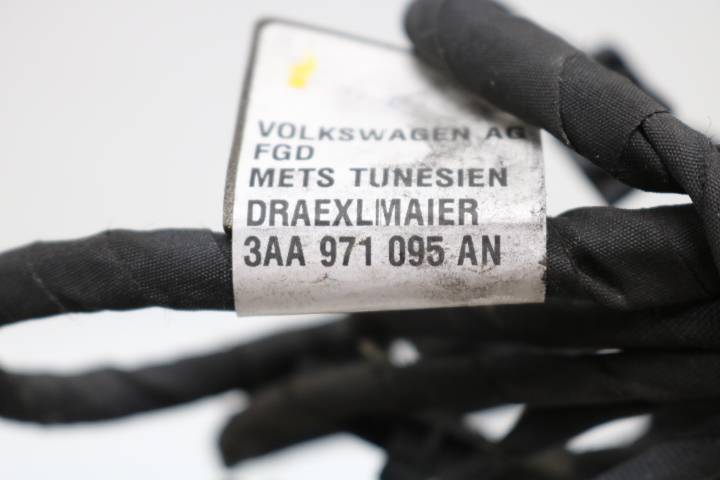 VOLKSWAGEN AG
FGD
METS TUNESIEN
DRAEXLMAIER
3AA 971 095 AN